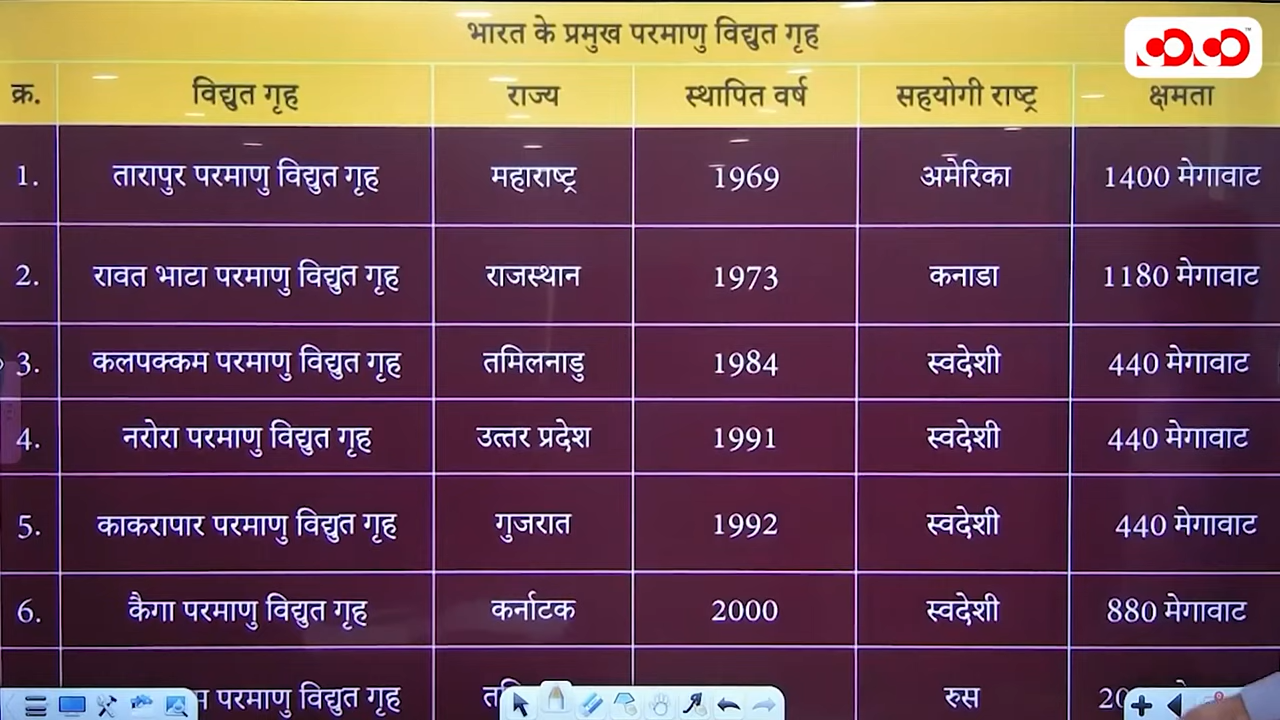 भारत के प्रमुख परमाणु विद्युत गृह
क्र. विद्युत गृह राज्य स्थापित वर्ष सहयोगी राष्ट्र क्षमता
1. तारापुर परमाणु विद्युत गृह महाराष्ट्र 1969 अमेरिका 1400 मेगावाट
2. रावत भाटा परमाणु विद्युत गृह राजस्थान 1973 कनाडा 1180 मेगावाट
3. कलपक्कम परमाणु विद्युत गृह तमिलनाडु 1984 स्वदेशी 440 मेगावाट
4. नरोरा परमाणु विद्युत गृह उत्तर प्रदेश 1991 स्वदेशी 440 मेगावाट
5. काकरापार परमाणु विद्युत गृह गुजरात 1992 स्वदेशी 440 मेगावाट
6. कैगा परमाणु विद्युत गृह कर्नाटक 2000 स्वदेशी 880 मेगावाट
परमाणु विद्युत गृह रुस